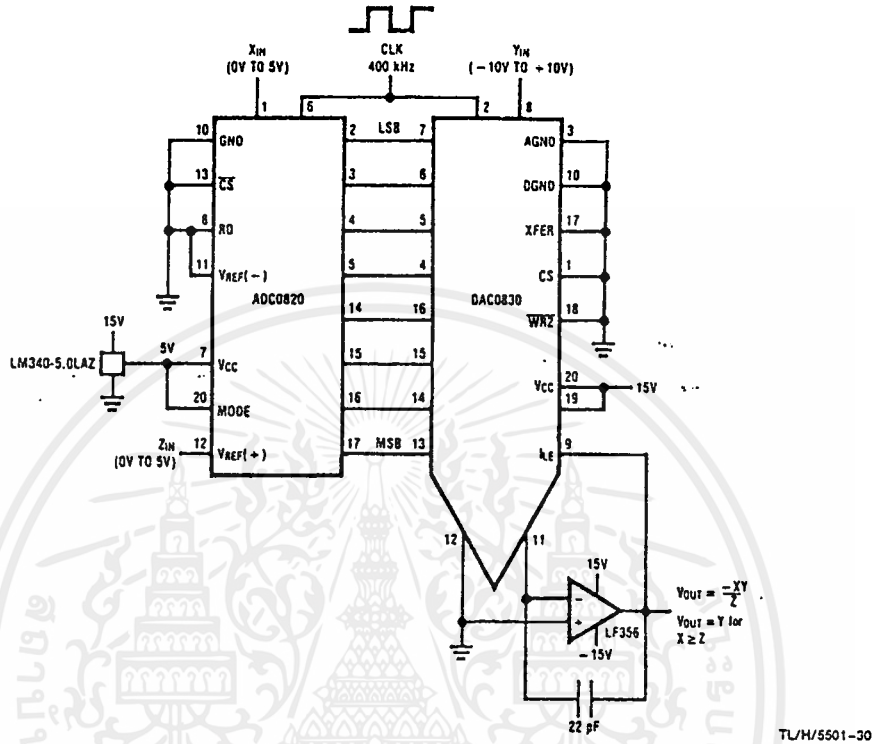 XIN
(0V TO 5V)
CLK
400 kHz
YIN
(−10V TO +10V)
1
6
2
8
10
GND
13
CS
8
RD
11
VREF(−)
15V
LM340-5.0LAZ
5V
7
VCC
20
MODE
ZIN
(0V TO 5V)
12
VREF(+)
ADC0820
2
LSB
7
3
6
4
5
5
4
14
16
15
15
16
14
17
MSB
13
DAC0830
3
AGND
10
DGND
17
XFER
1
CS
18
WR2
20
VCC
19
15V
9
ILE
12
11
15V
−
+
LF356
−15V
22 pF
VOUT = −XY/Z
VOUT = Y for
X ≥ Z
TL/H/5501-30